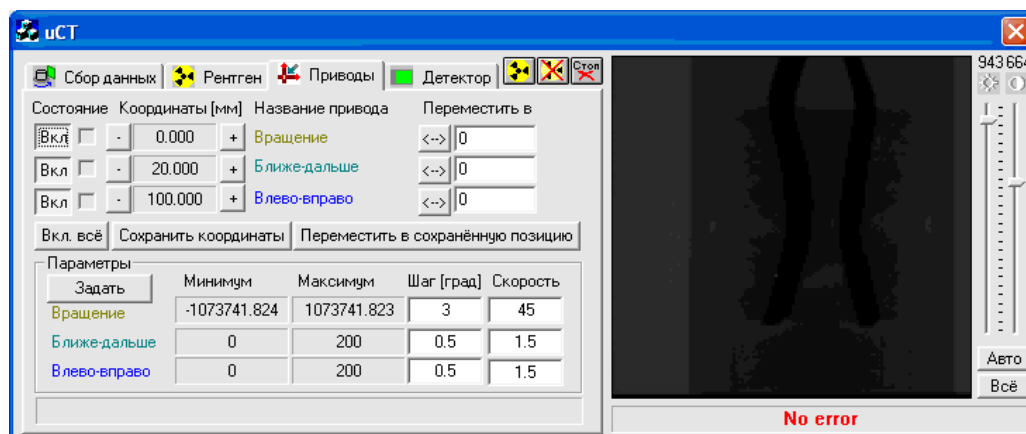 uCT
Сбор данных Рентген Приводы Детектор Стоп
943 664
Состояние Координаты [мм] Название привода Переместить в
Вкл - 0.000 + Вращение <--> 0
Вкл - 20.000 + Ближе-дальше <--> 0
Вкл - 100.000 + Влево-вправо <--> 0
Вкл. всё Сохранить координаты Переместить в сохранённую позицию
Параметры
Задать Минимум Максимум Шаг [град] Скорость
Вращение -1073741.824 1073741.823 3 45
Ближе-дальше 0 200 0.5 1.5
Влево-вправо 0 200 0.5 1.5
Авто
Всё
No error